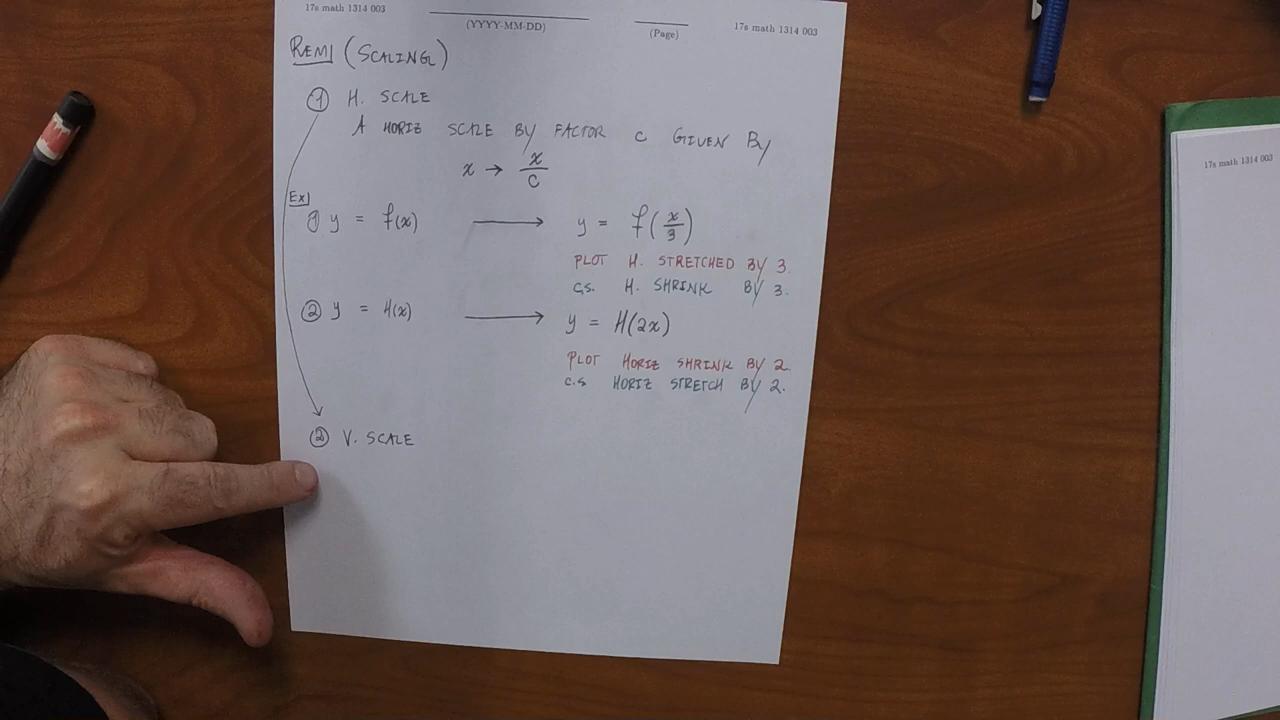 17s math 1314 003
(YYYY-MM-DD)
(Page)
17s math 1314 003
REM (SCALING)
① H. SCALE
A HORIZ SCALE BY FACTOR C GIVEN BY
x → x/c
Ex
① y = f(x) → y = f(x/3)
PLOT H. STRETCHED BY 3.
C.S. H. SHRINK BY 3.
② y = H(x) → y = H(2x)
PLOT HORIZ SHRINK BY 2.
C.S HORIZ STRETCH BY 2.
② V. SCALE
17s math 1314 003